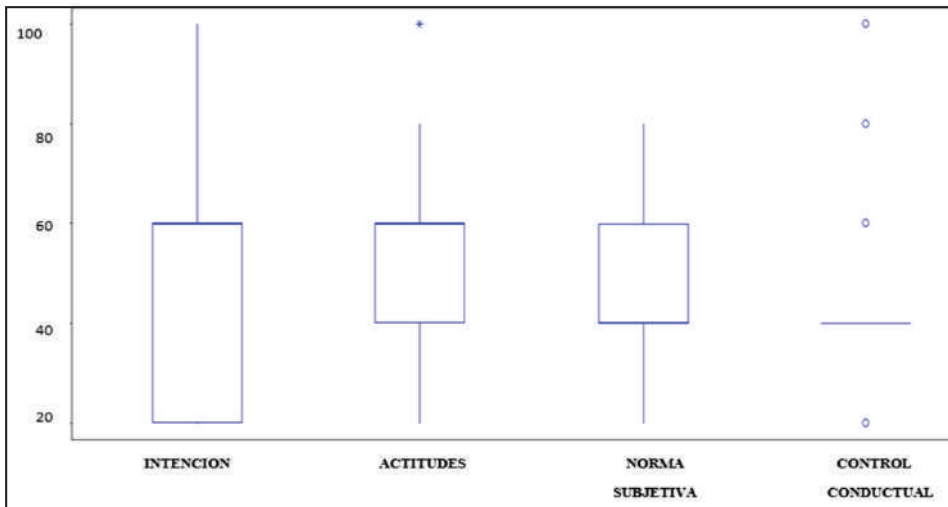 100
80
60
40
20
INTENCION ACTITUDES NORMA CONTROL
SUBJETIVA CONDUCTUAL